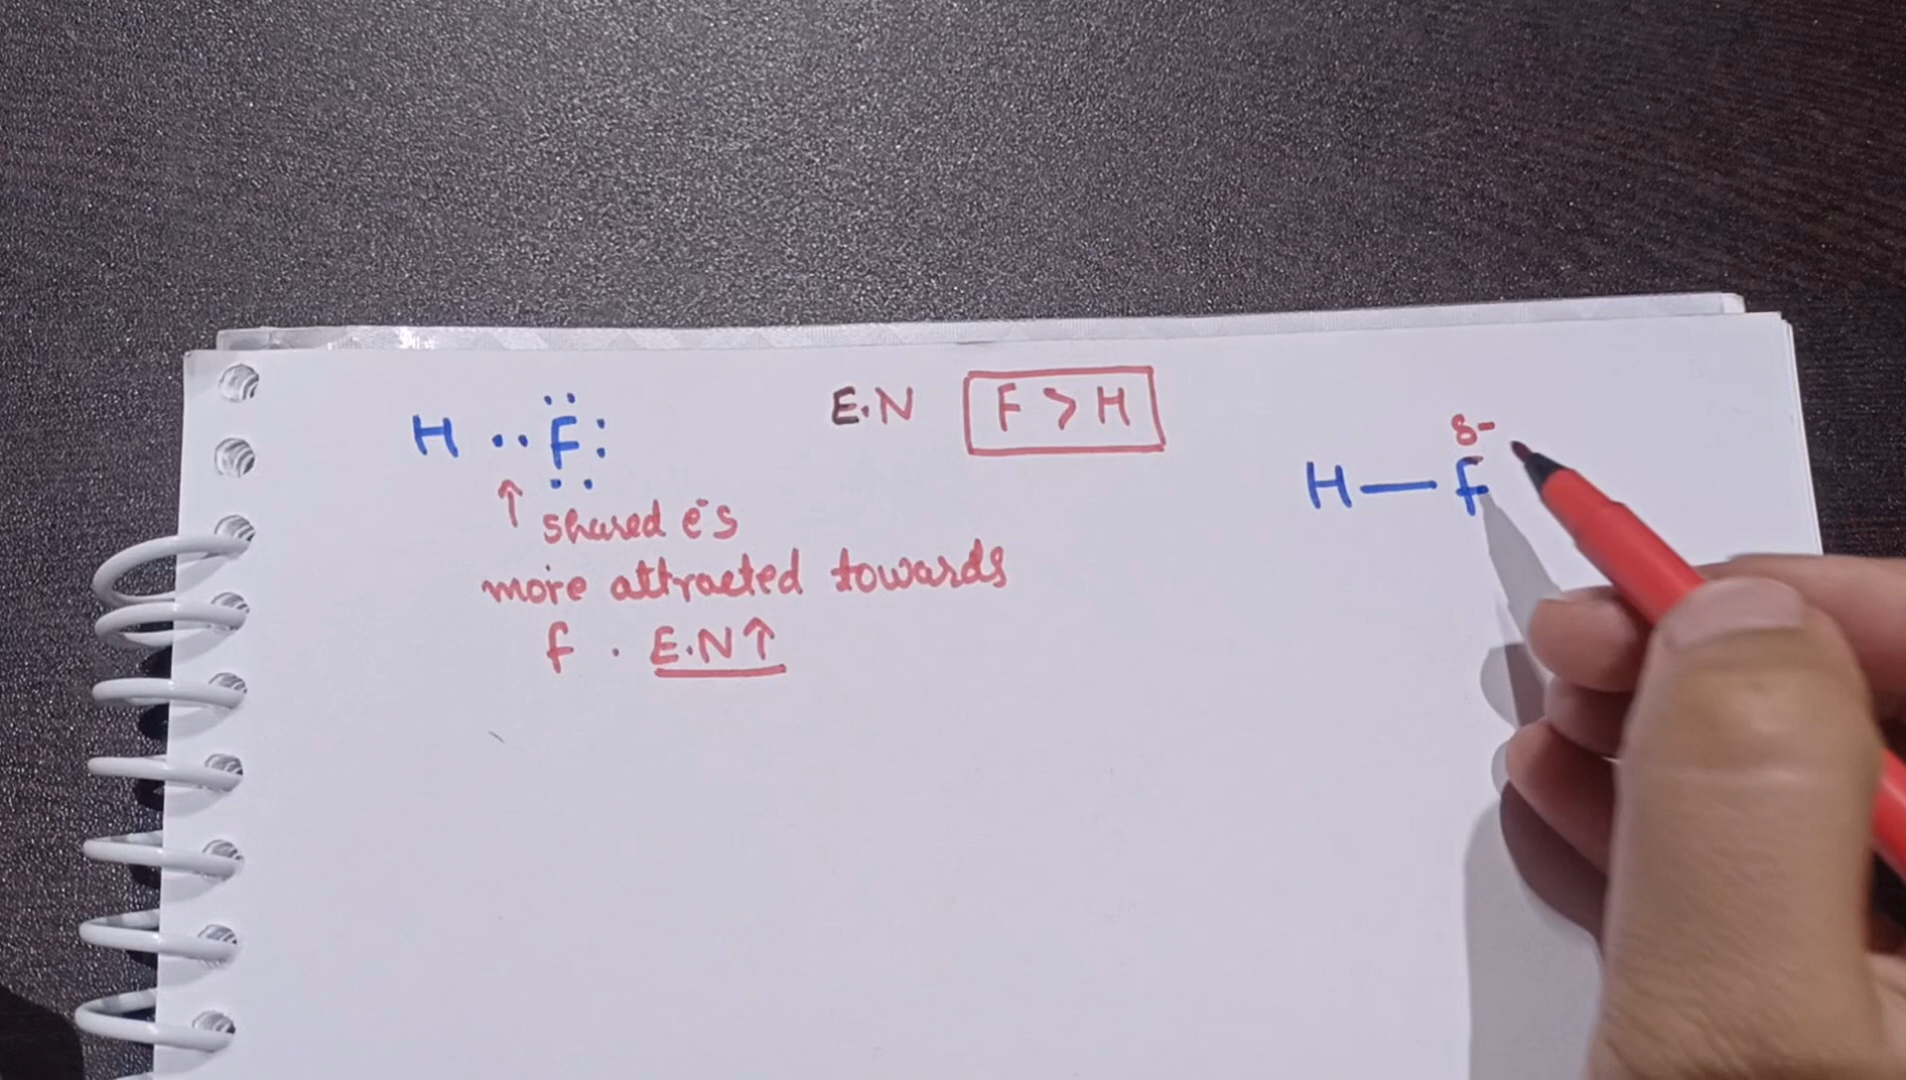 H ·· F :
E.N F > H
δ-
H — F
↑ shared e⁻s
more attracted towards
F . E.N↑